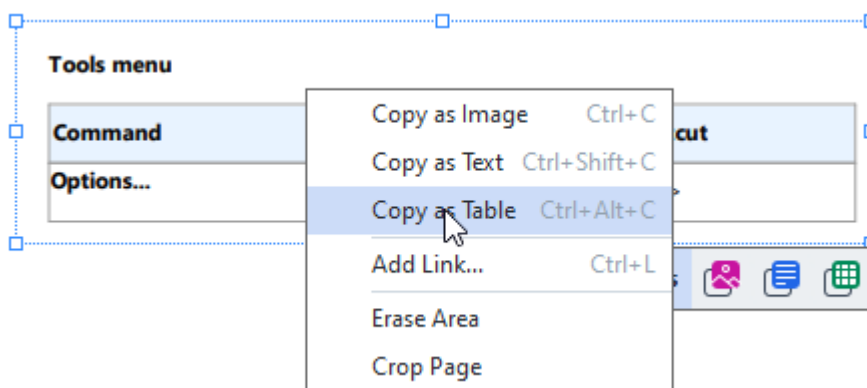 Tools menu
Command
cut
Options...
Copy as Image Ctrl+C
Copy as Text Ctrl+Shift+C
Copy as Table Ctrl+Alt+C
Add Link... Ctrl+L
Erase Area
Crop Page